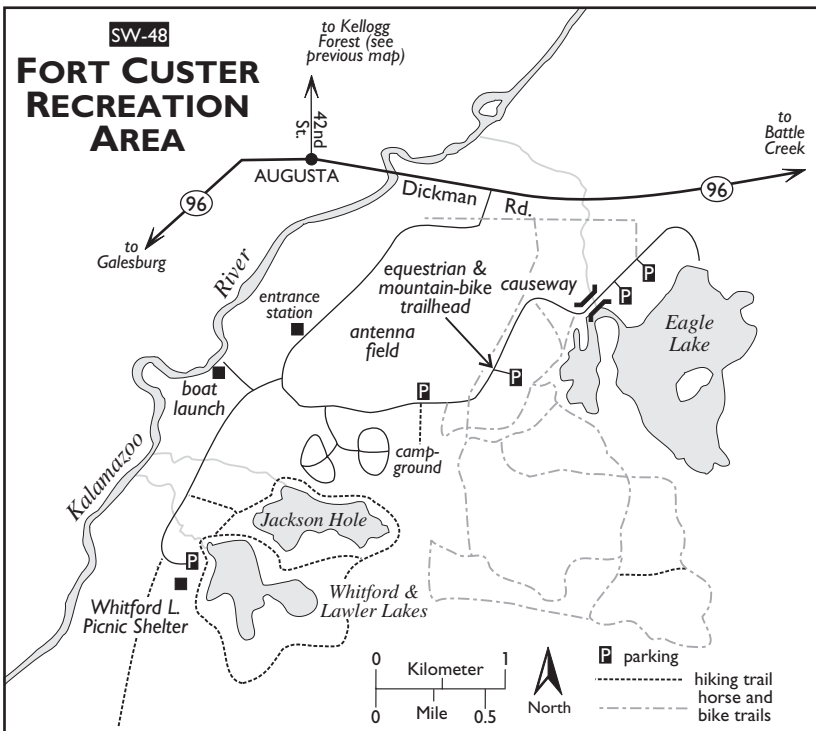 SW-48
FORT CUSTER
RECREATION
AREA
to Kellogg
Forest (see
previous map)
42nd
St.
AUGUSTA
96
to
Galesburg
Dickman
Rd.
96
to
Battle
Creek
River
entrance
station
equestrian &
mountain-bike
trailhead
causeway
P
P
Eagle
Lake
antenna
field
boat
launch
P
P
camp-
ground
Kalamazoo
Jackson Hole
P
Whitford L.
Picnic Shelter
Whitford &
Lawler Lakes
0
1
Kilometer
Mile
0
0.5
North
P parking
hiking trail
horse and
bike trails